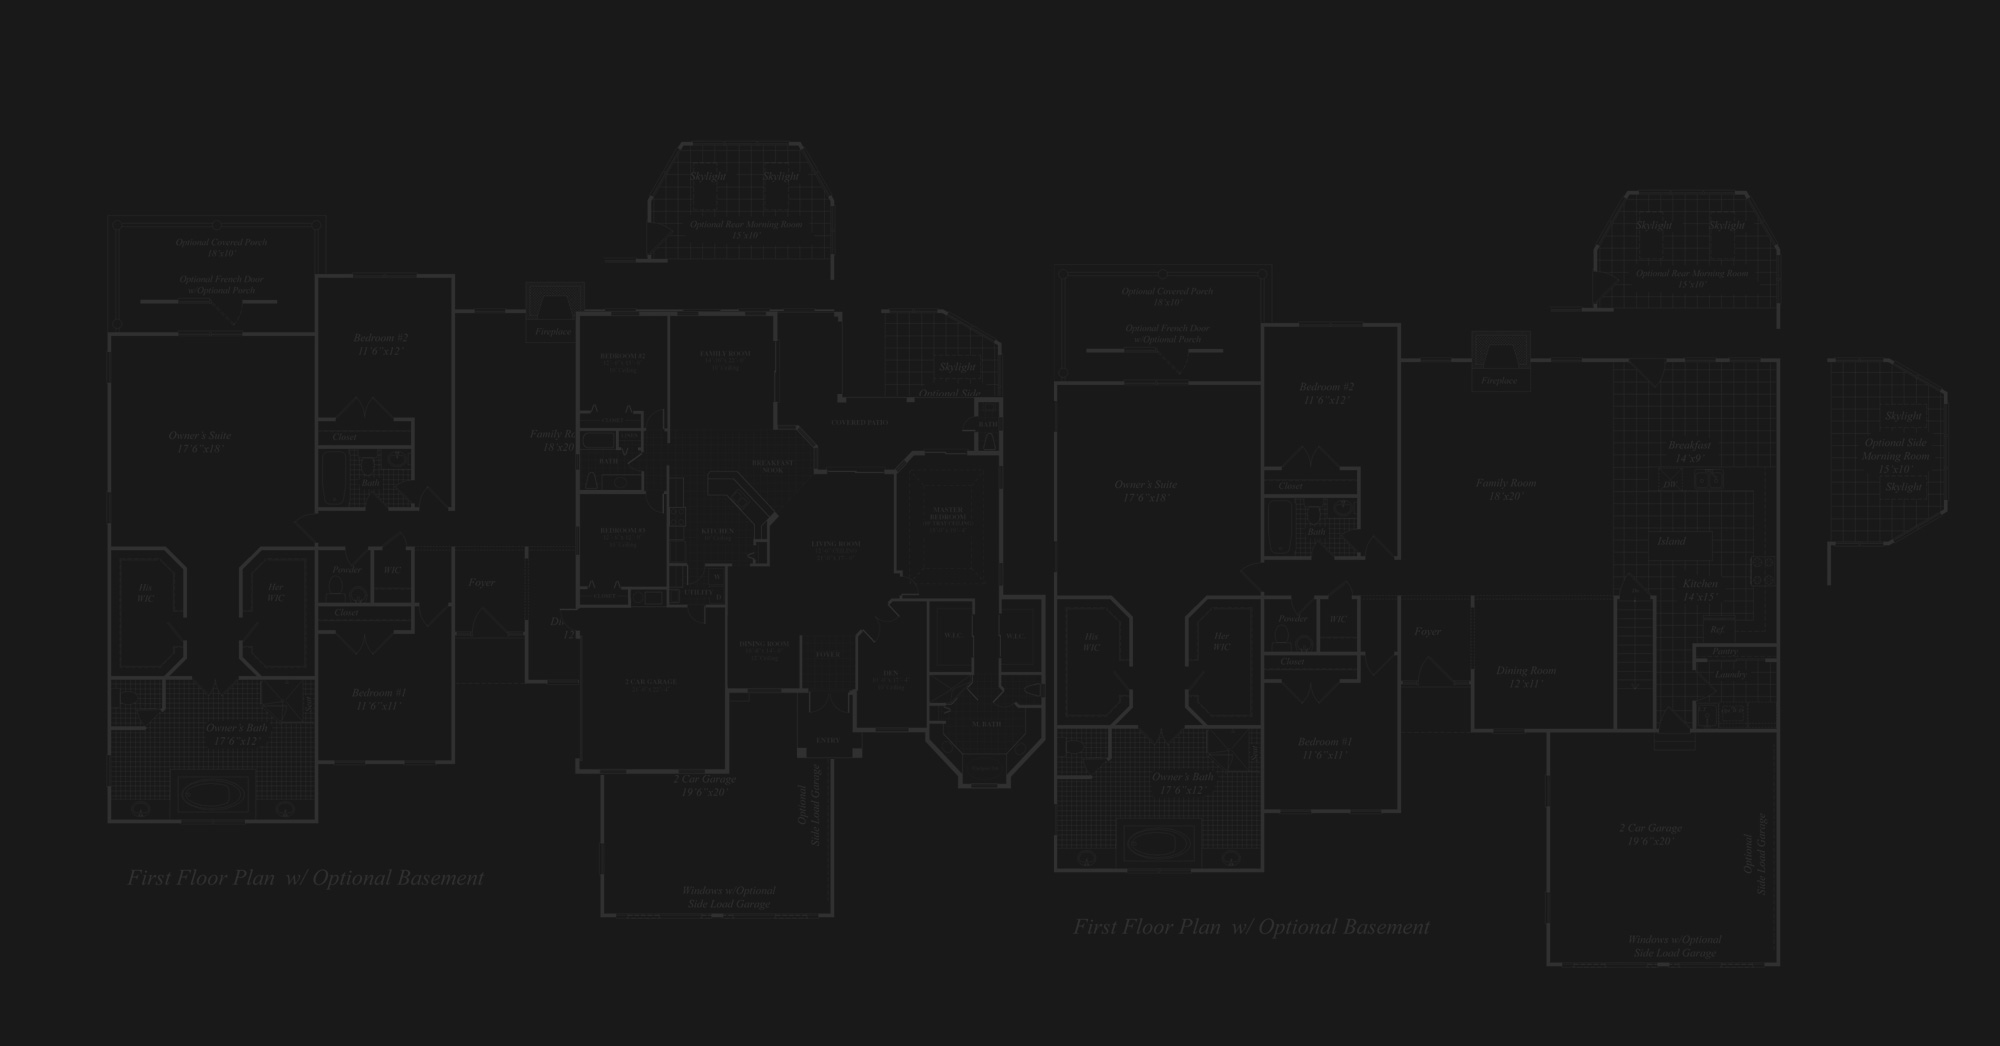 Skylight Skylight
Optional Rear Morning Room
15'x10'
Optional Covered Porch
18'x10'
Optional French Door
w/Optional Porch
Bedroom #2
11'6"x12'
Fireplace
Owner's Suite
17'6"x18'
Closet
Bath
Family Ro
18'x20'
His
WIC
Her
WIC
Powder
WIC
Closet
Foyer
Di
12'
Bedroom #1
11'6"x11'
Owner's Bath
17'6"x12'
2 Car Garage
19'6"x20'
Optional
Side Load Garage
Windows w/Optional
Side Load Garage
First Floor Plan w/ Optional Basement
BEDROOM #2
FAMILY ROOM
Skylight
Optional Side
COVERED PATIO
BATH
BATH
BREAKFAST
NOOK
KITCHEN
MASTER
BEDROOM
LIVING ROOM
BEDROOM #3
UTILITY
W
D
DINING ROOM
FOYER
DEN
W.I.C.
W.I.C.
2 CAR GARAGE
M. BATH
ENTRY
Skylight Skylight
Optional Rear Morning Room
15'x10'
Optional Covered Porch
18'x10'
Optional French Door
w/Optional Porch
Bedroom #2
11'6"x12'
Fireplace
Owner's Suite
17'6"x18'
Closet
Bath
Family Room
18'x20'
Breakfast
14'x9'
DW
Island
Kitchen
14'x15'
Ref.
Pantry
Laundry
Skylight
Optional Side
Morning Room
15'x10'
Skylight
His
WIC
Her
WIC
Powder
WIC
Closet
Foyer
Dining Room
12'x11'
Bedroom #1
11'6"x11'
Owner's Bath
17'6"x12'
2 Car Garage
19'6"x20'
Optional
Side Load Garage
Windows w/Optional
Side Load Garage
First Floor Plan w/ Optional Basement